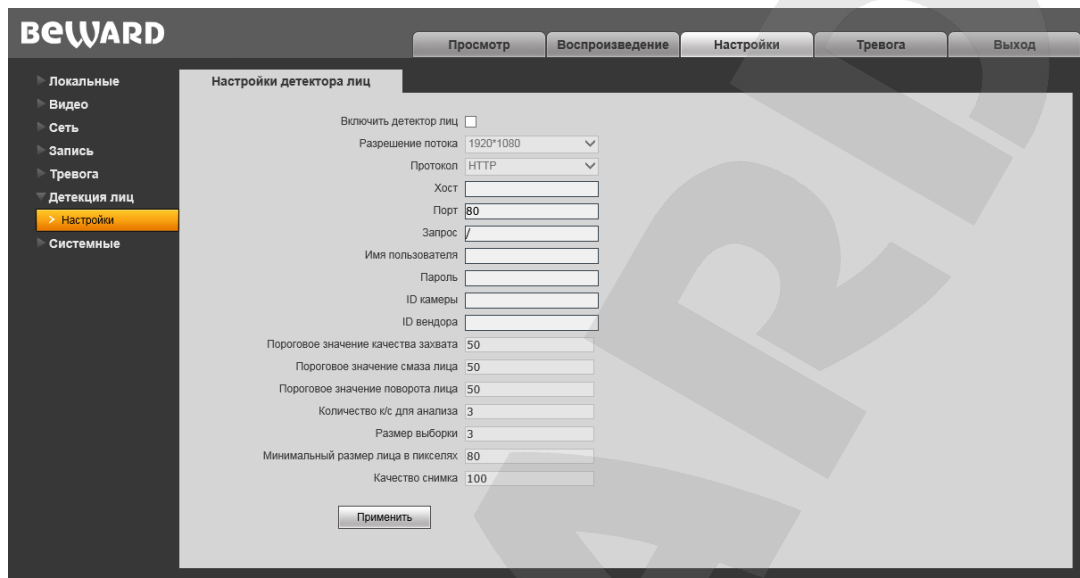 BEWARD
Просмотр
Воспроизведение
Настройки
Тревога
Выход
Локальные
Видео
Сеть
Запись
Тревога
Детекция лиц
> Настройки
Системные
Настройки детектора лиц
Включить детектор лиц
Разрешение потока 1920*1080
Протокол HTTP
Хост
Порт 80
Запрос /
Имя пользователя
Пароль
ID камеры
ID вендора
Пороговое значение качества захвата 50
Пороговое значение смаза лица 50
Пороговое значение поворота лица 50
Количество к/с для анализа 3
Размер выборки 3
Минимальный размер лица в пикселях 80
Качество снимка 100
Применить